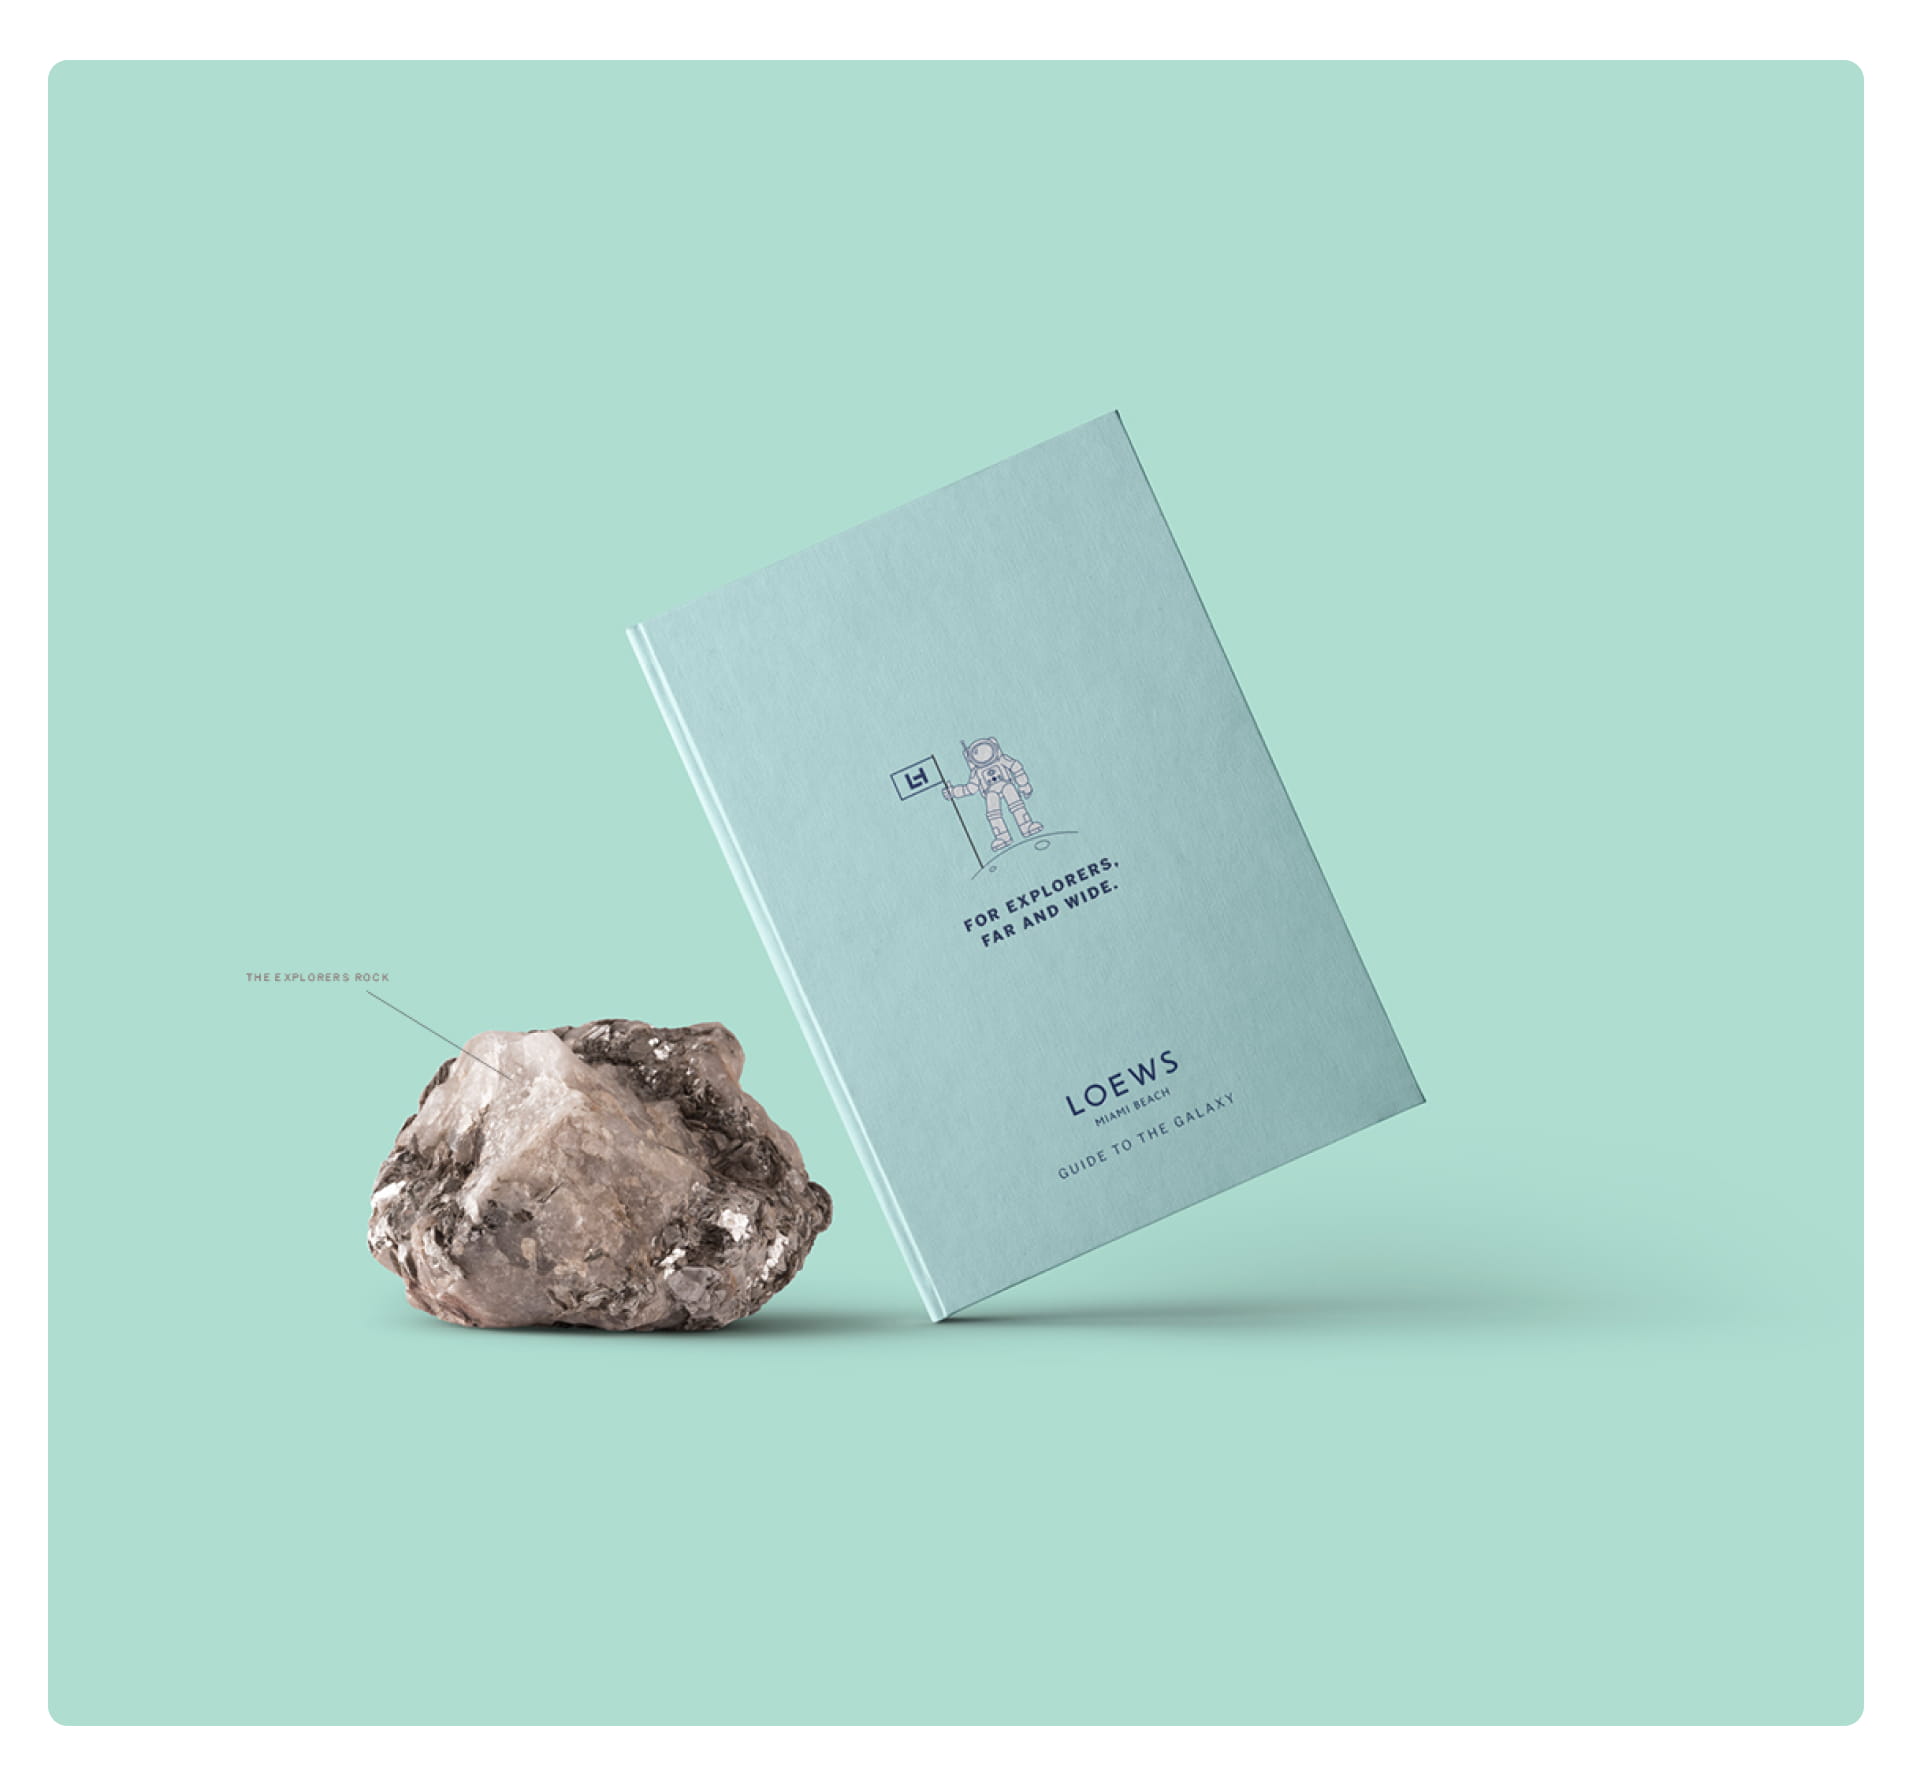 THE EXPLORERS ROCK
LH
FOR EXPLORERS,
FAR AND WIDE.
LOEWS
MIAMI BEACH
GUIDE TO THE GALAXY